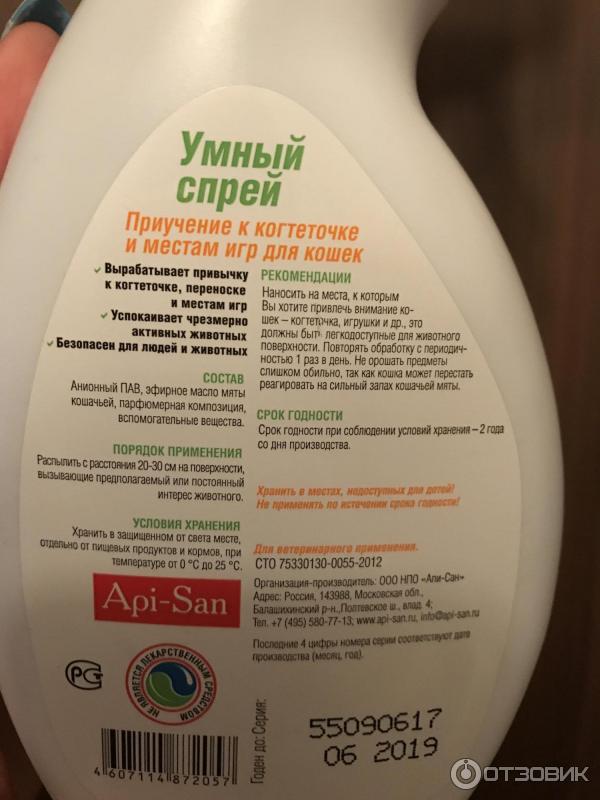 Умный
спрей
Приучение к когтеточке
и местам игр для кошек
Вырабатывает привычку
к когтеточке, переноске
и местам игр
Успокаивает чрезмерно
активных животных
Безопасен для людей и животных
СОСТАВ
Анионный ПАВ, эфирное масло мяты
кошачьей, парфюмерная композиция,
вспомогательные вещества.
ПОРЯДОК ПРИМЕНЕНИЯ
Распылить с расстояния 20-30 см на поверхности,
вызывающие предполагаемый или постоянный
интерес животного.
УСЛОВИЯ ХРАНЕНИЯ
Хранить в защищенном от света месте,
отдельно от пищевых продуктов и кормов, при
температуре от 0 °С до 25 °С.
Api-San
РЕКОМЕНДАЦИИ
Наносить на места, к которым
Вы хотите привлечь внимание ко-
шек – когтеточка, игрушки и др., это
должны быть легкодоступные для животного
поверхности. Повторять обработку с периодич-
ностью 1 раз в день. Не орошать предметы
слишком обильно, так как кошка может перестать
реагировать на сильный запах кошачьей мяты.
СРОК ГОДНОСТИ
Срок годности при соблюдении условий хранения – 2 года
со дня производства.
Хранить в местах, недоступных для детей!
Не применять по истечении срока годности!
Для ветеринарного применения.
СТО 75330130-0055-2012
Организация-производитель: ООО НПО «Апи-Сан»
Адрес: Россия, 143988, Московская обл.,
Балашихинский р-н.,Полтевское ш., влад. 4;
Тел. +7 (495) 580-77-13; www.api-san.ru, info@api-san.ru
Последние 4 цифры номера серии соответствуют дате
производства (месяц, год).
РСТ
НЕ ЯВЛЯЕТСЯ ЛЕКАРСТВЕННЫМ СРЕДСТВОМ
4 607114 872057
Годен до: Серия:
55090617
06 2019
ОТЗОВИК